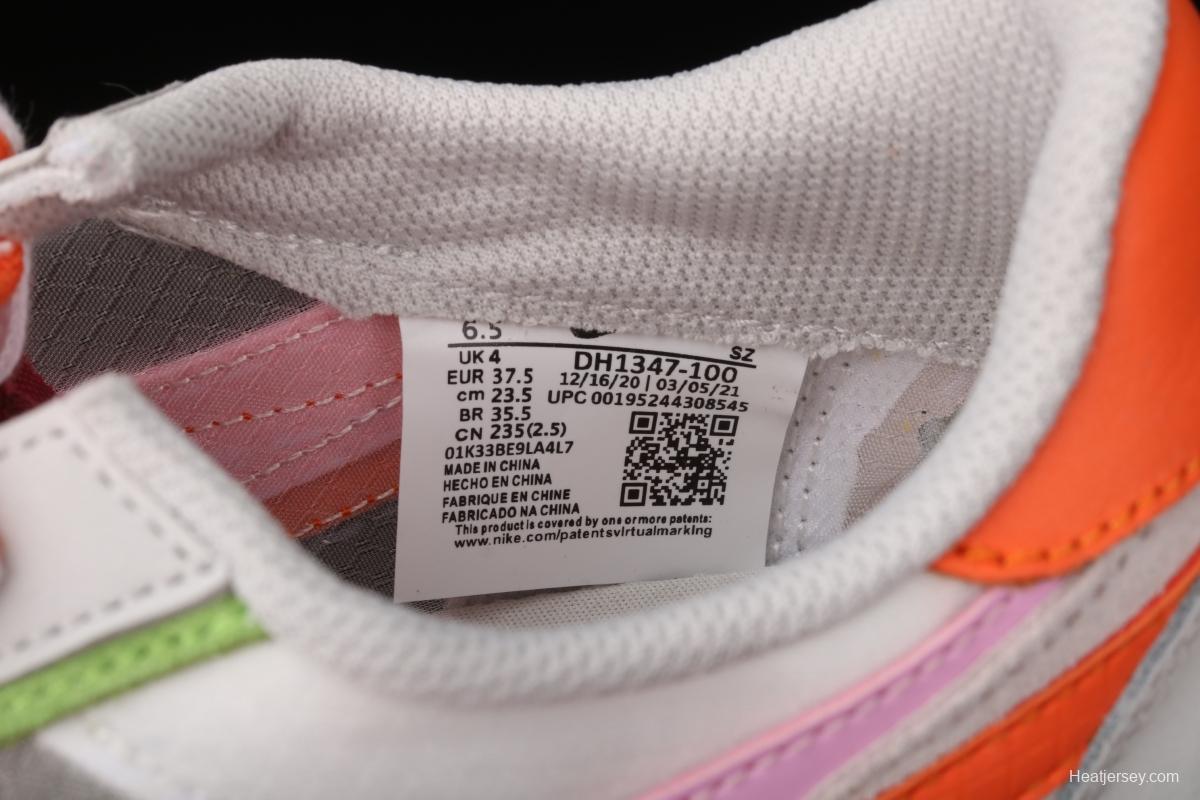 6.5
SZ
UK 4
EUR 37.5
cm 23.5
BR 35.5
CN 235(2.5)
01K33BE9LA4L7
MADE IN CHINA
HECHO EN CHINA
FABRIQUE EN CHINE
FABRICADO NA CHINA
DH1347-100
12/16/20 | 03/05/21
UPC 00195244308545
This product is covered by one or more patents:
www.nike.com/patentsvirtualmarking
Heatjersey.com